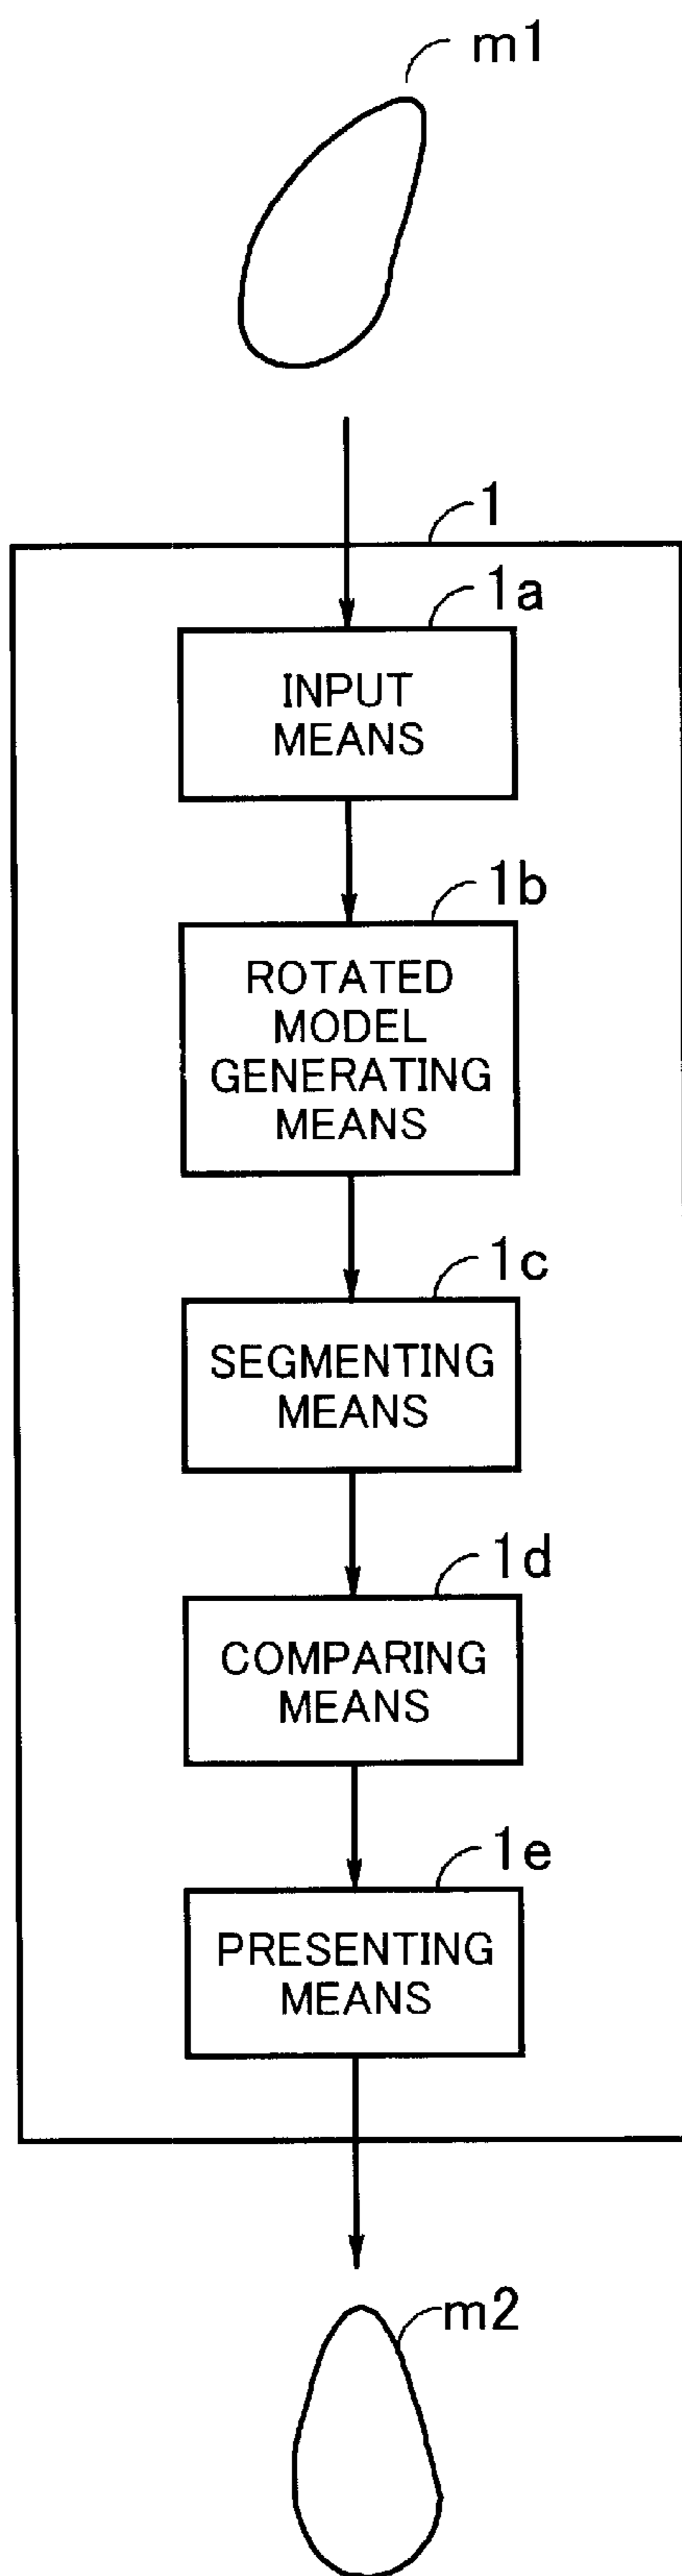 m1
1
1a
INPUT
MEANS
1b
ROTATED
MODEL
GENERATING
MEANS
1c
SEGMENTING
MEANS
1d
COMPARING
MEANS
1e
PRESENTING
MEANS
m2